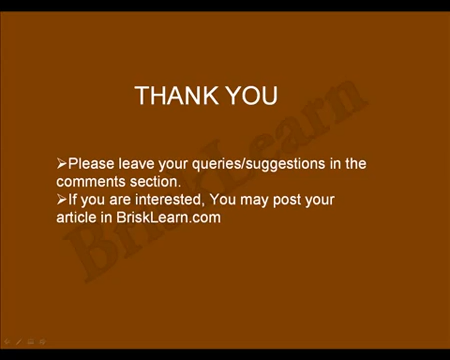 THANK YOU
➢Please leave your queries/suggestions in the
comments section.
➢If you are interested, You may post your
article in BriskLearn.com
BriskLearn